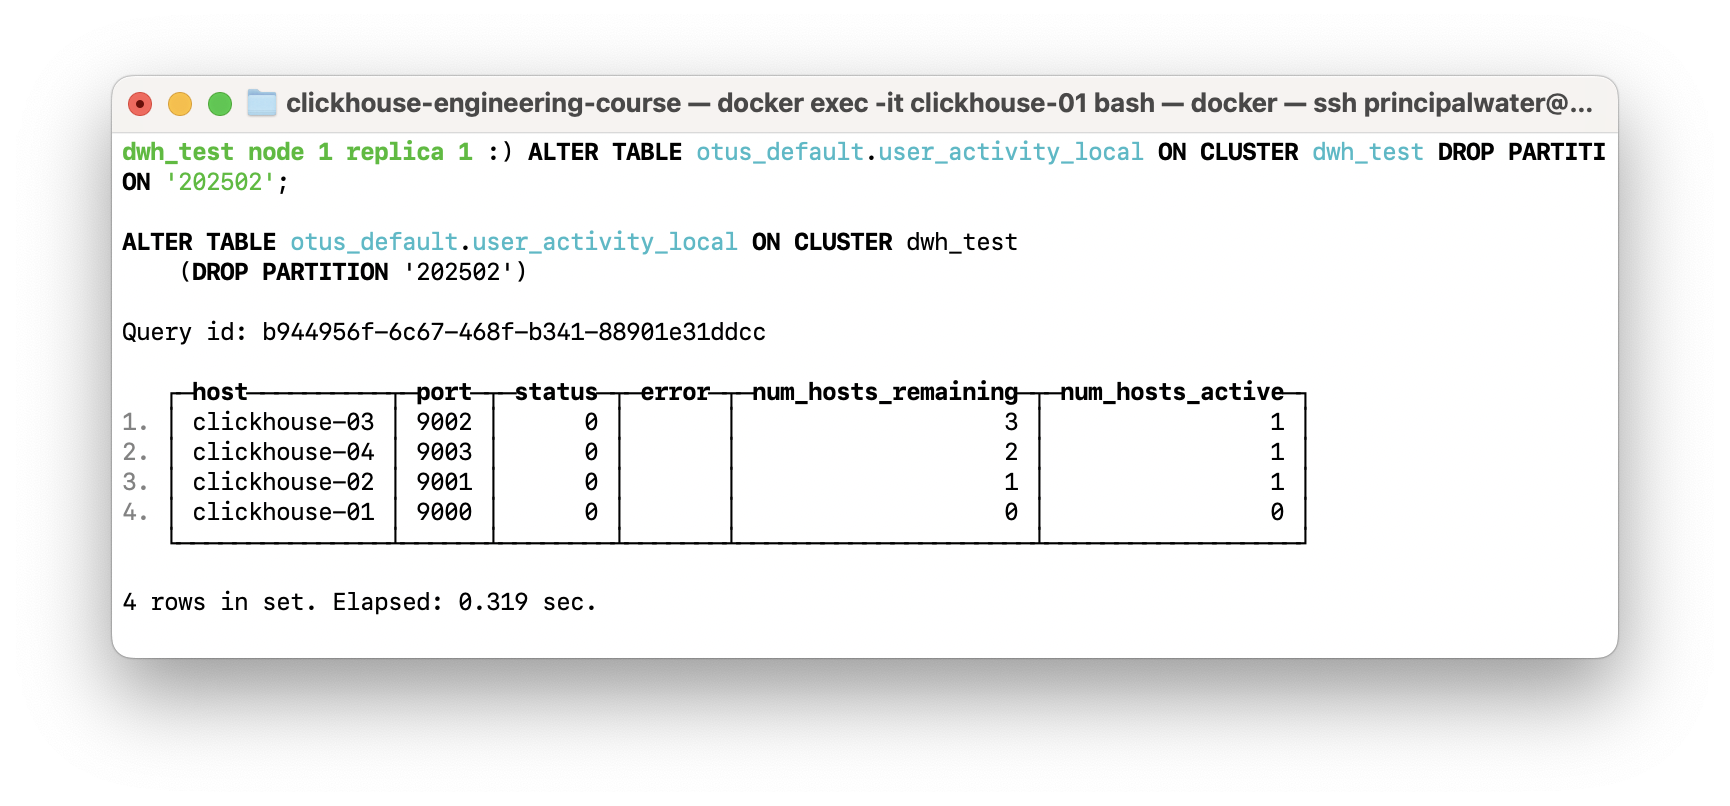 clickhouse-engineering-course — docker exec -it clickhouse-01 bash — docker — ssh principalwater@...
dwh_test node 1 replica 1 :) ALTER TABLE otus_default.user_activity_local ON CLUSTER dwh_test DROP PARTITI
ON '202502';
ALTER TABLE otus_default.user_activity_local ON CLUSTER dwh_test
(DROP PARTITION '202502')
Query id: b944956f-6c67-468f-b341-88901e31ddcc
host port status error num_hosts_remaining num_hosts_active
1. clickhouse-03 9002 0 3 1
2. clickhouse-04 9003 0 2 1
3. clickhouse-02 9001 0 1 1
4. clickhouse-01 9000 0 0 0
4 rows in set. Elapsed: 0.319 sec.